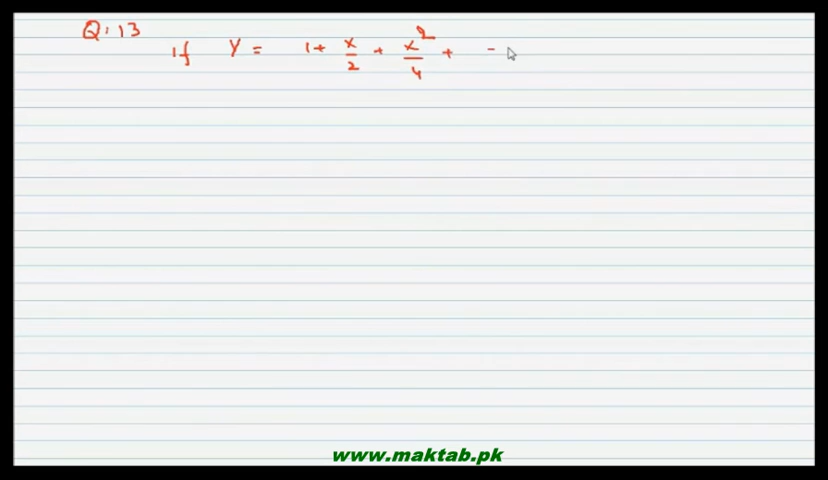 Q:13
If Y = 1 + x/2 + x²/4 + -
www.maktab.pk